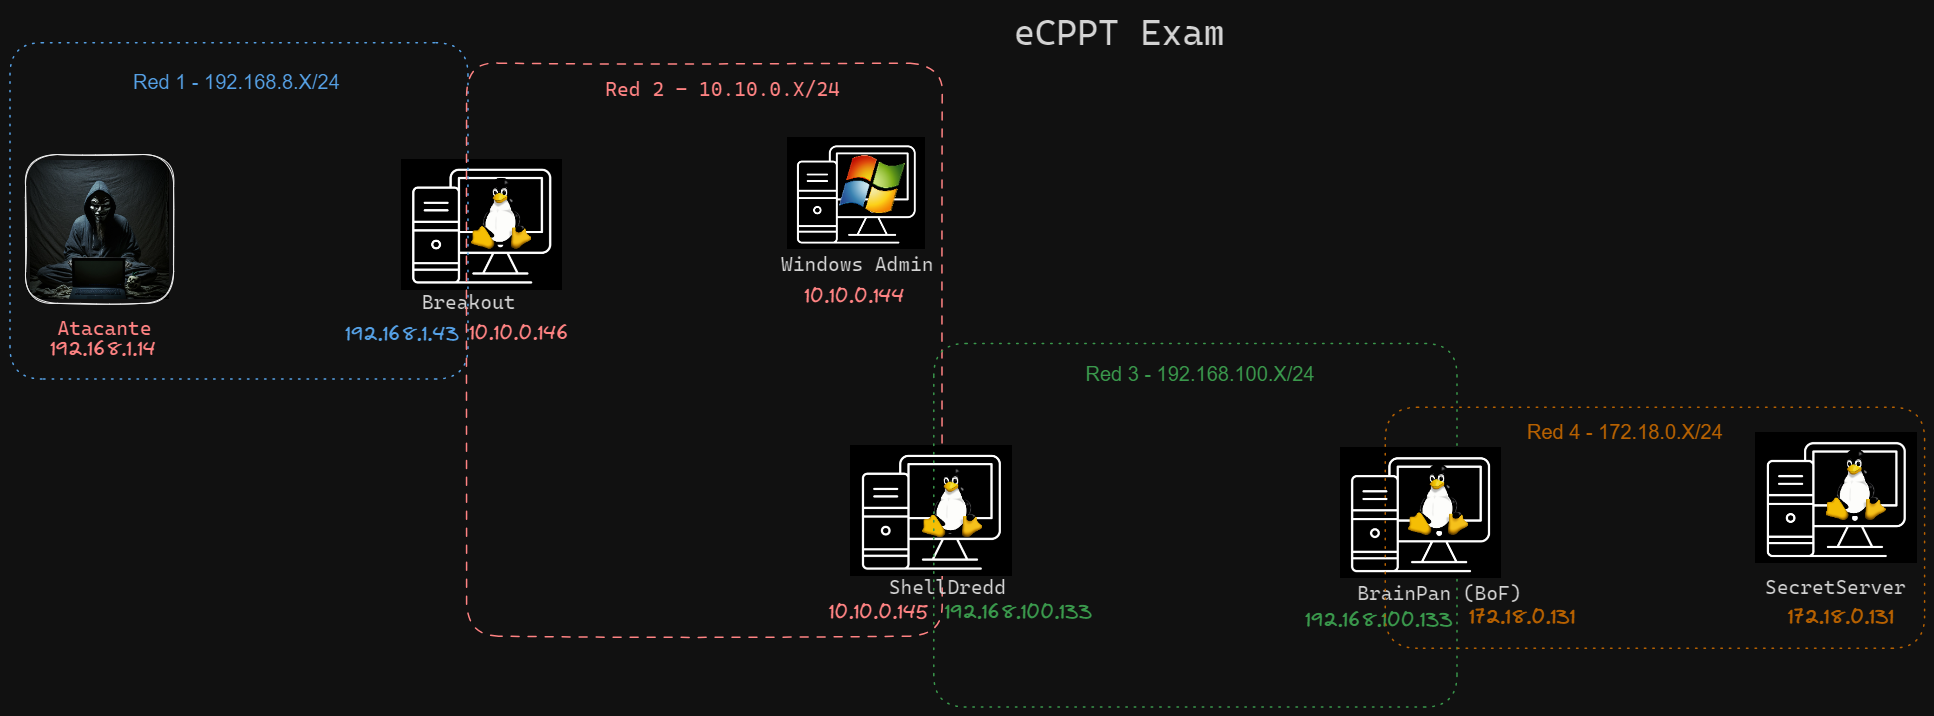 eCPPT Exam
Red 1 - 192.168.8.X/24
Red 2 - 10.10.0.X/24
Windows Admin
10.10.0.144
Breakout
192.168.1.43
10.10.0.146
Atacante
192.168.1.14
Red 3 - 192.168.100.X/24
Red 4 - 172.18.0.X/24
ShellDredd
10.10.0.145
192.168.100.133
BrainPan (BoF)
192.168.100.133
172.18.0.131
SecretServer
172.18.0.131